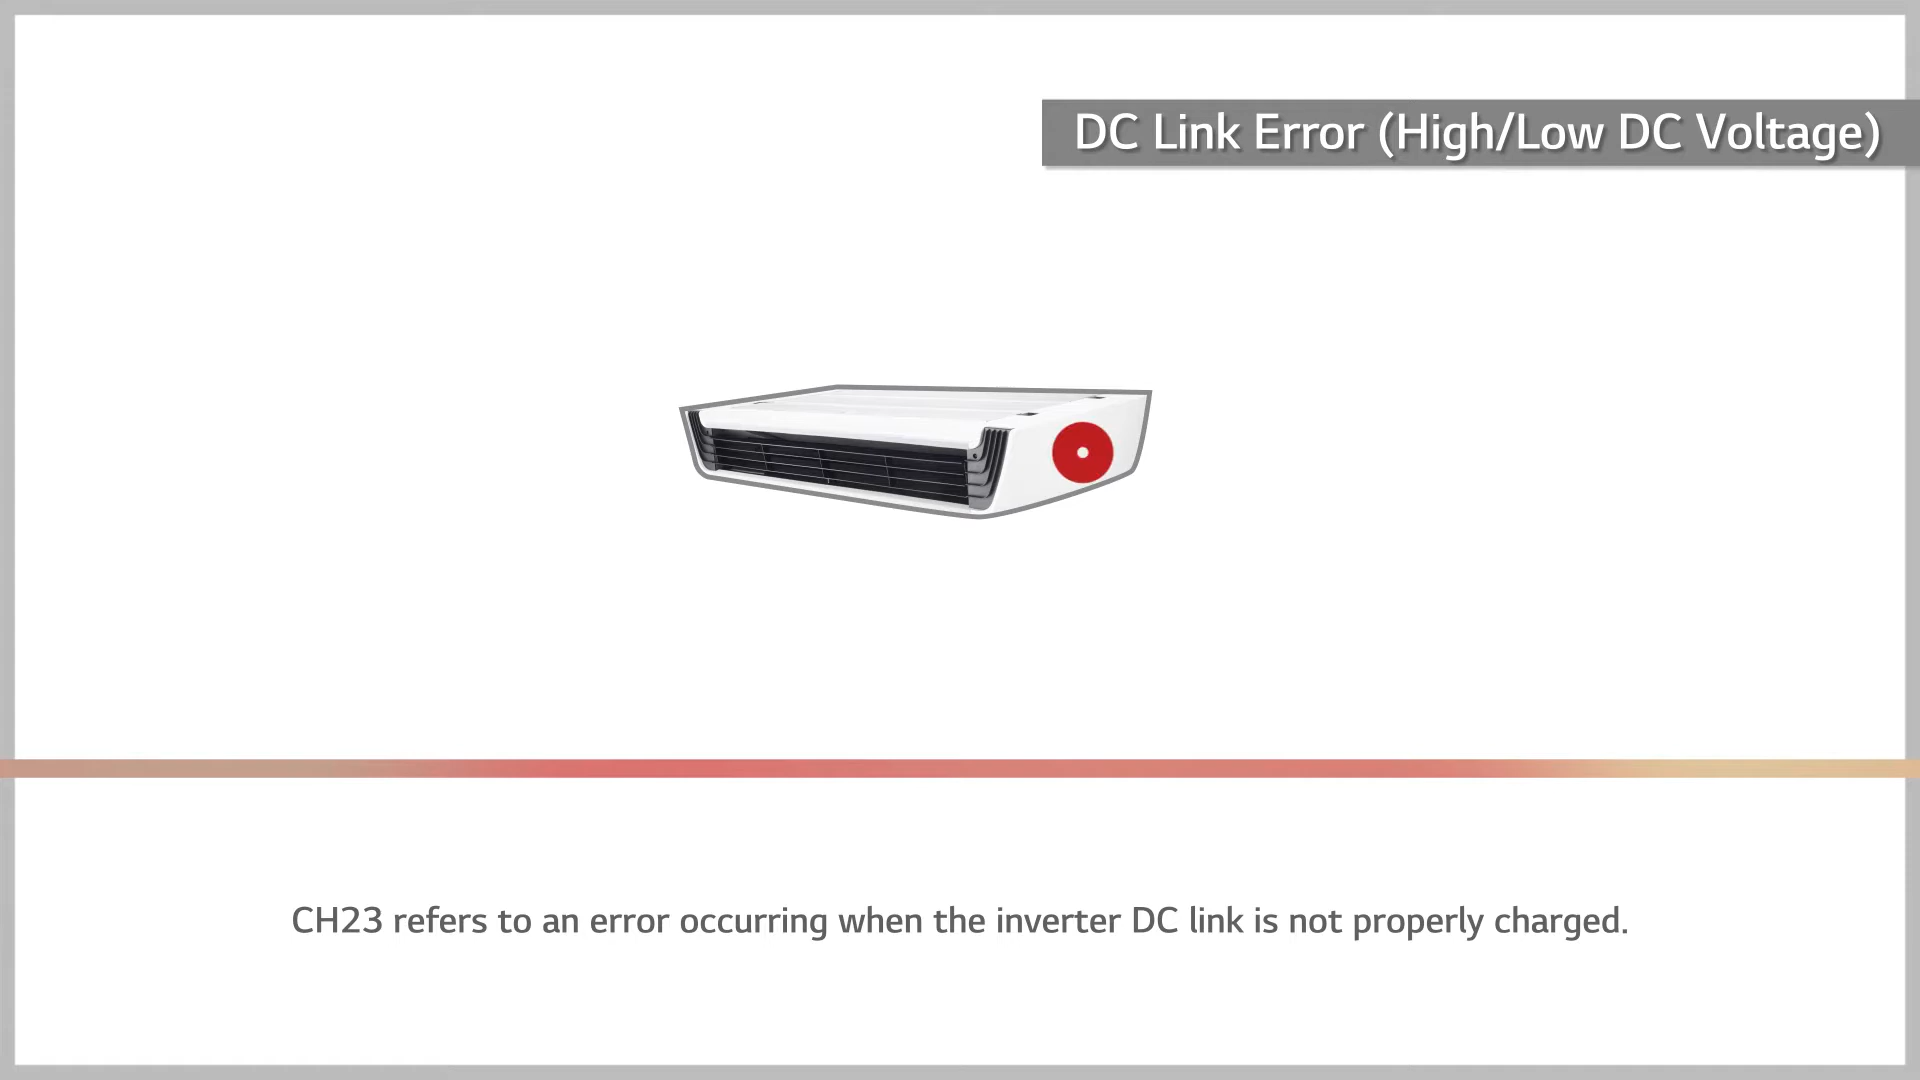 DC Link Error (High/Low DC Voltage)
CH23 refers to an error occurring when the inverter DC link is not properly charged.